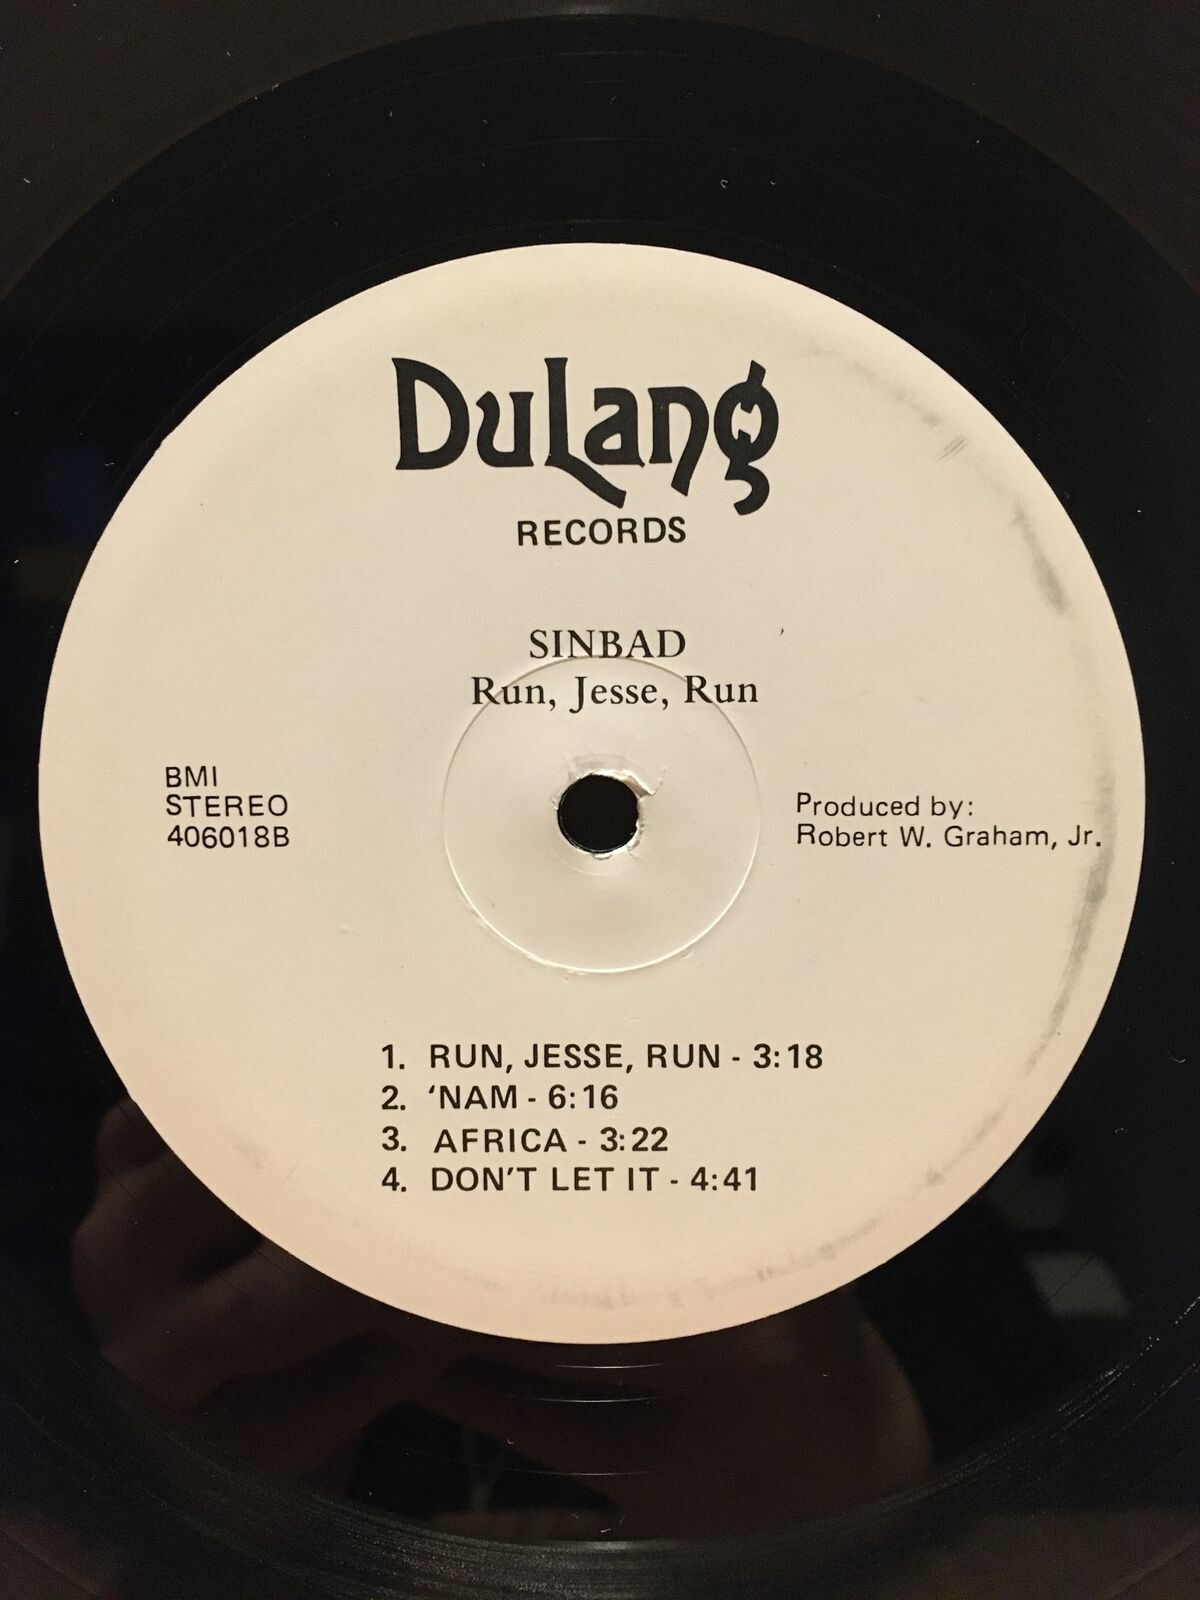 DuLang
RECORDS
SINBAD
Run, Jesse, Run
BMI
STEREO
406018B
Produced by:
Robert W. Graham, Jr.
1. RUN, JESSE, RUN - 3:18
2. ‘NAM - 6:16
3. AFRICA - 3:22
4. DON'T LET IT - 4:41